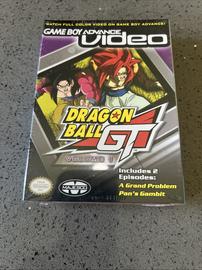 WATCH FULL COLOR VIDEO ON GAME BOY ADVANCE!
GAME BOY ADVANCE
Video
DRAGON
BALL GT
Includes 2
Episodes:
A Grand Problem
Pan's Gambit
MAJESCO